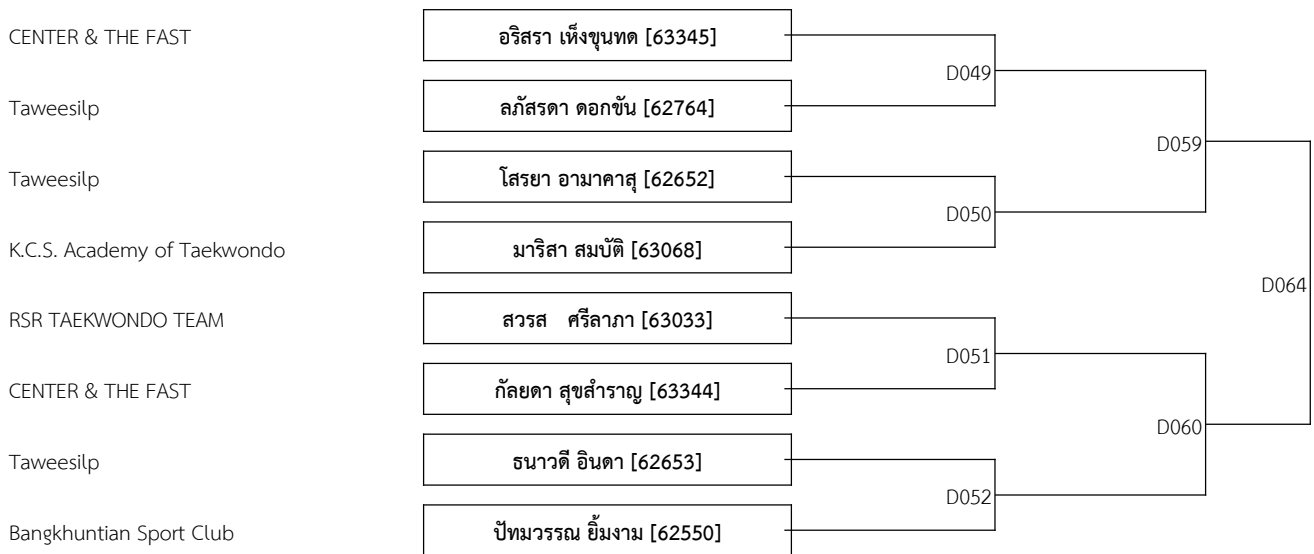 CENTER & THE FAST
อริสรา เห็งขุนทด [63345]
D049
Taweesilp
ลภัสรดา ดอกขัน [62764]
D059
Taweesilp
โสรยา อามาคาสุ [62652]
D050
K.C.S. Academy of Taekwondo
มาริสา สมบัติ [63068]
D064
RSR TAEKWONDO TEAM
สวรส ศรีลาภา [63033]
D051
CENTER & THE FAST
กัลยดา สุขสำราญ [63344]
D060
Taweesilp
ธนาวดี อินดา [62653]
D052
Bangkhuntian Sport Club
ปัทมวรรณ ยิ้มงาม [62550]